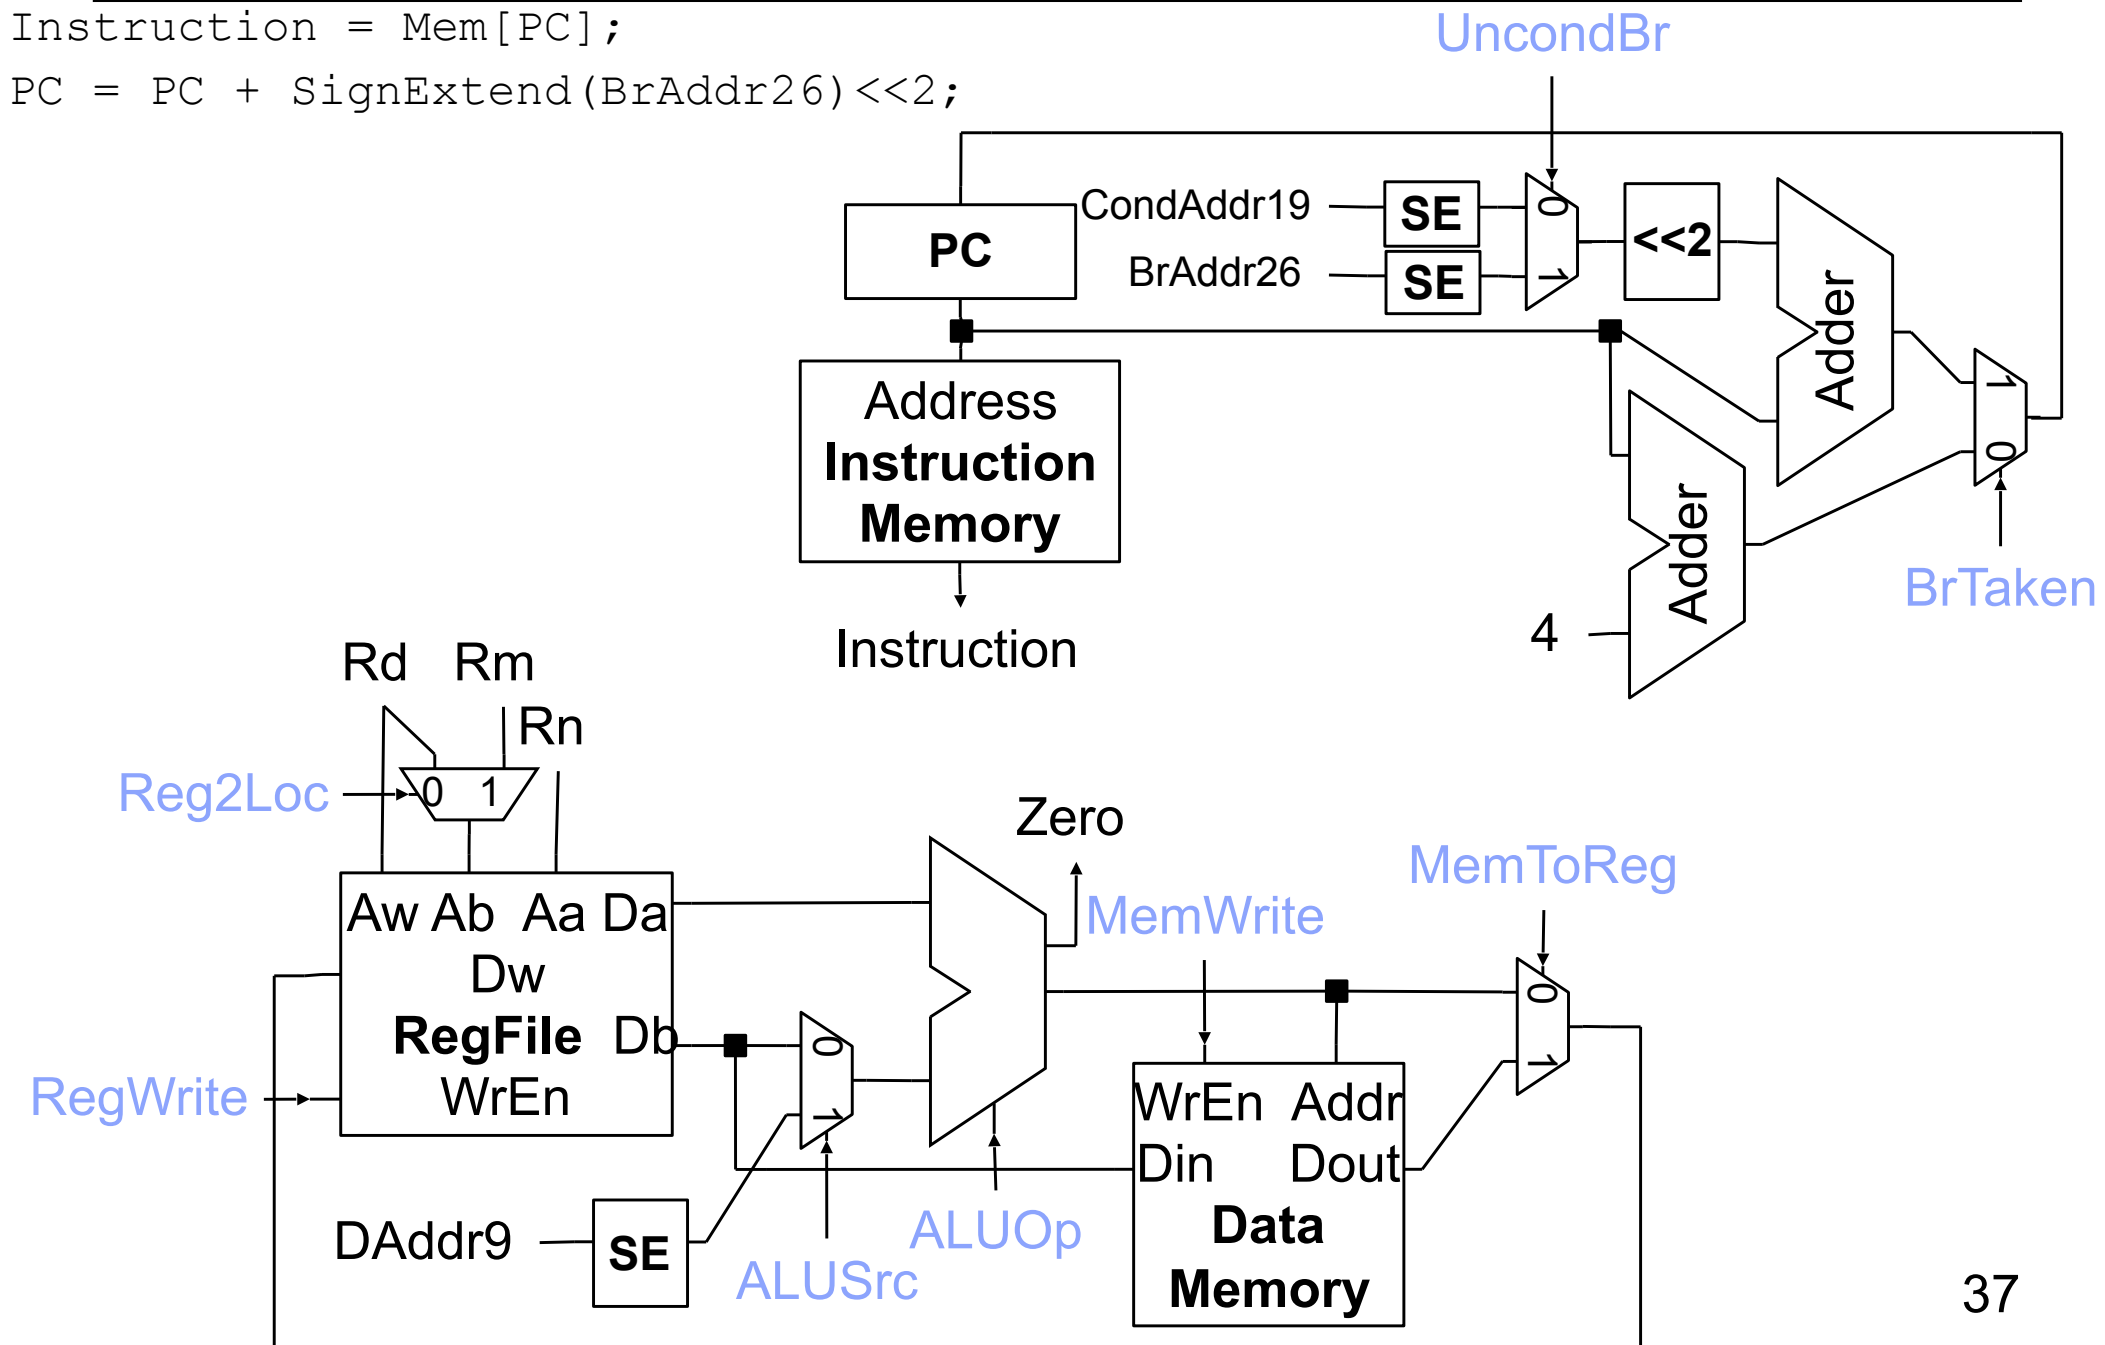 Instruction = Mem[PC];
PC = PC + SignExtend(BrAddr26)<<2;
UncondBr
CondAddr19
SE
0
BrAddr26
SE
1
<<2
PC
Adder
1
0
BrTaken
Address
Instruction
Memory
Instruction
Adder
4
Rd Rm
Rn
Reg2Loc
0 1
Zero
MemToReg
MemWrite
Aw Ab Aa Da
Dw
RegFile Db
WrEn
RegWrite
0
1
0
1
WrEn Addr
Din Dout
Data
Memory
DAddr9
SE
ALUSrc
ALUOp
37